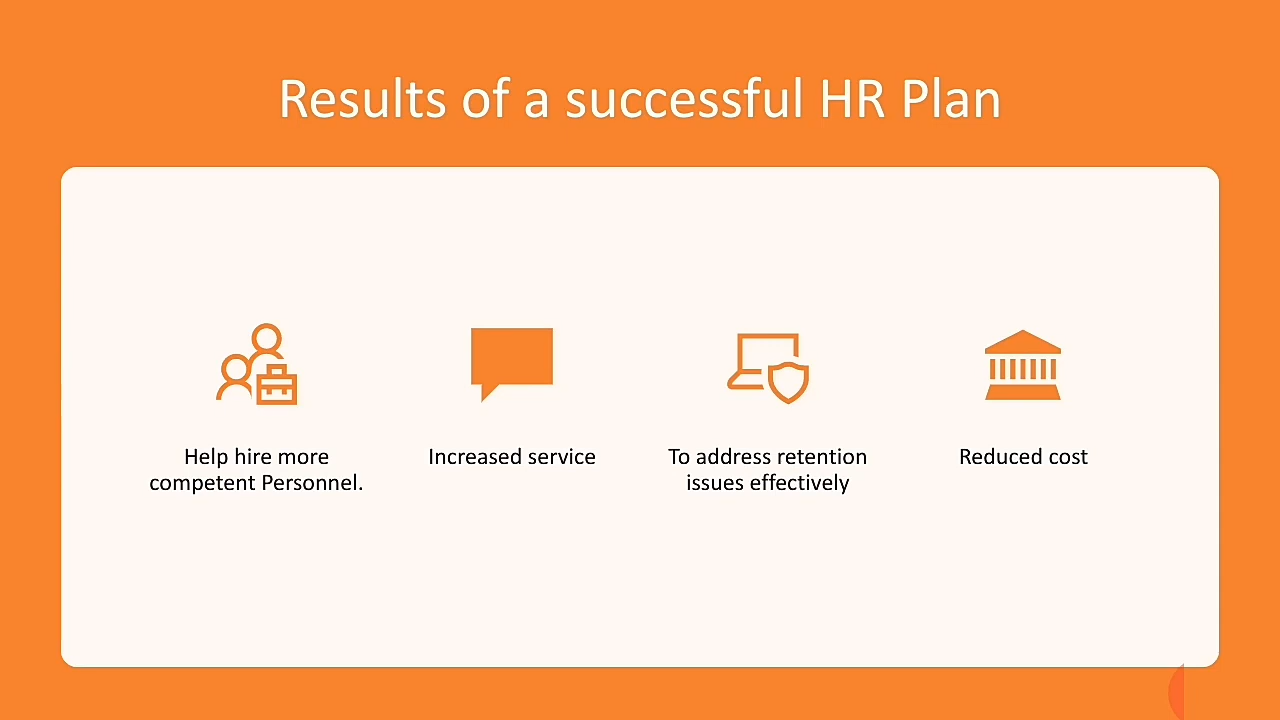 Results of a successful HR Plan
Help hire more
competent Personnel.
Increased service
To address retention
issues effectively
Reduced cost